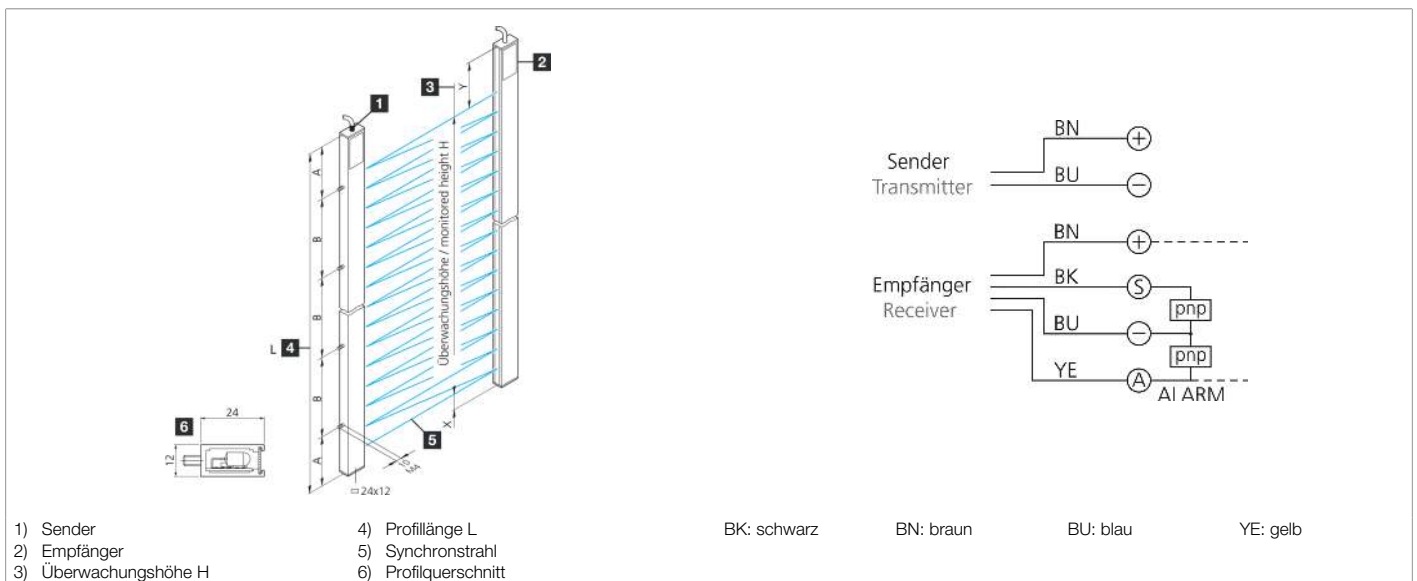 1
2
3
Y
A
B
B
B
A
L 4
Überwachungshöhe / monitored height H
X
5
6
24
12
10
M4
24x12
Sender
Transmitter
BN
+
BU
−
Empfänger
Receiver
BN
+
BK
S
pnp
BU
−
pnp
YE
A
ALARM
1) Sender
2) Empfänger
3) Überwachungshöhe H
4) Profillänge L
5) Synchronstrahl
6) Profilquerschnitt
BK: schwarz BN: braun BU: blau YE: gelb